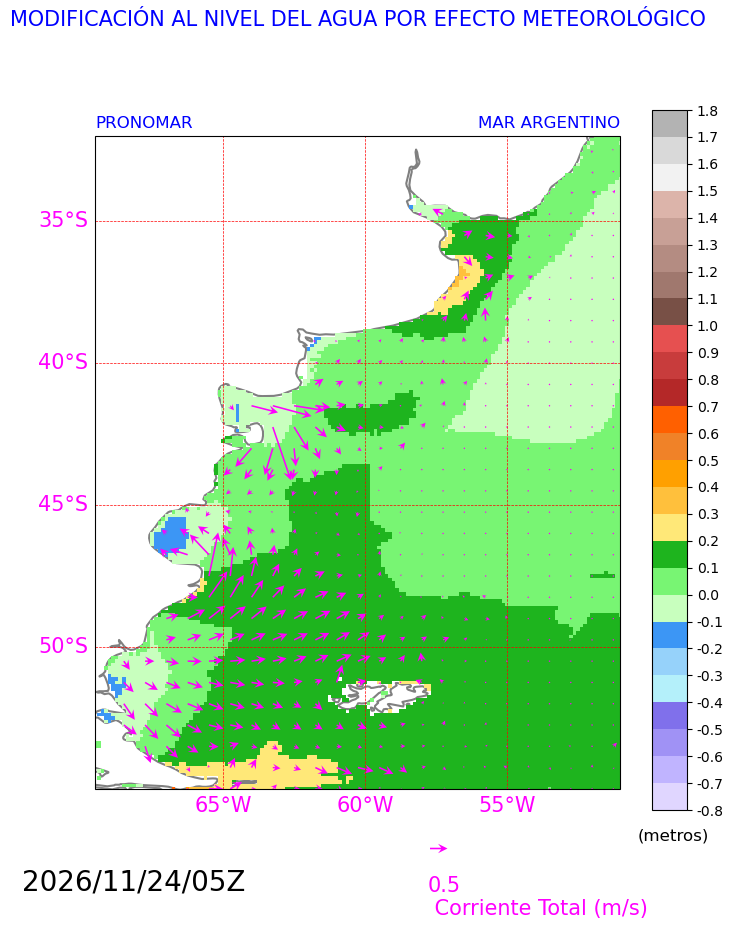 MODIFICACIÓN AL NIVEL DEL AGUA POR EFECTO METEOROLÓGICO
PRONOMAR
MAR ARGENTINO
35°S
40°S
45°S
50°S
65°W
60°W
55°W
1.8
1.7
1.6
1.5
1.4
1.3
1.2
1.1
1.0
0.9
0.8
0.7
0.6
0.5
0.4
0.3
0.2
0.1
0.0
-0.1
-0.2
-0.3
-0.4
-0.5
-0.6
-0.7
-0.8
(metros)
0.5
Corriente Total (m/s)
2026/11/24/05Z